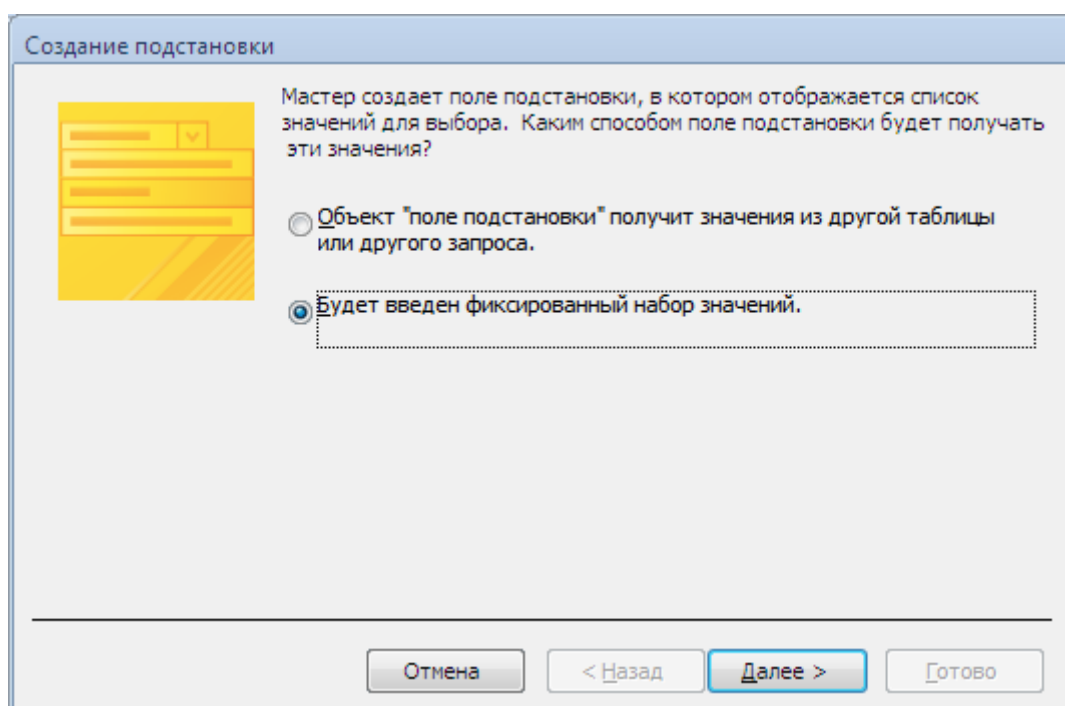 Создание подстановки
Мастер создает поле подстановки, в котором отображается список
значений для выбора. Каким способом поле подстановки будет получать
эти значения?
Объект "поле подстановки" получит значения из другой таблицы
или другого запроса.
Будет введен фиксированный набор значений.
Отмена
< Назад
Далее >
Готово